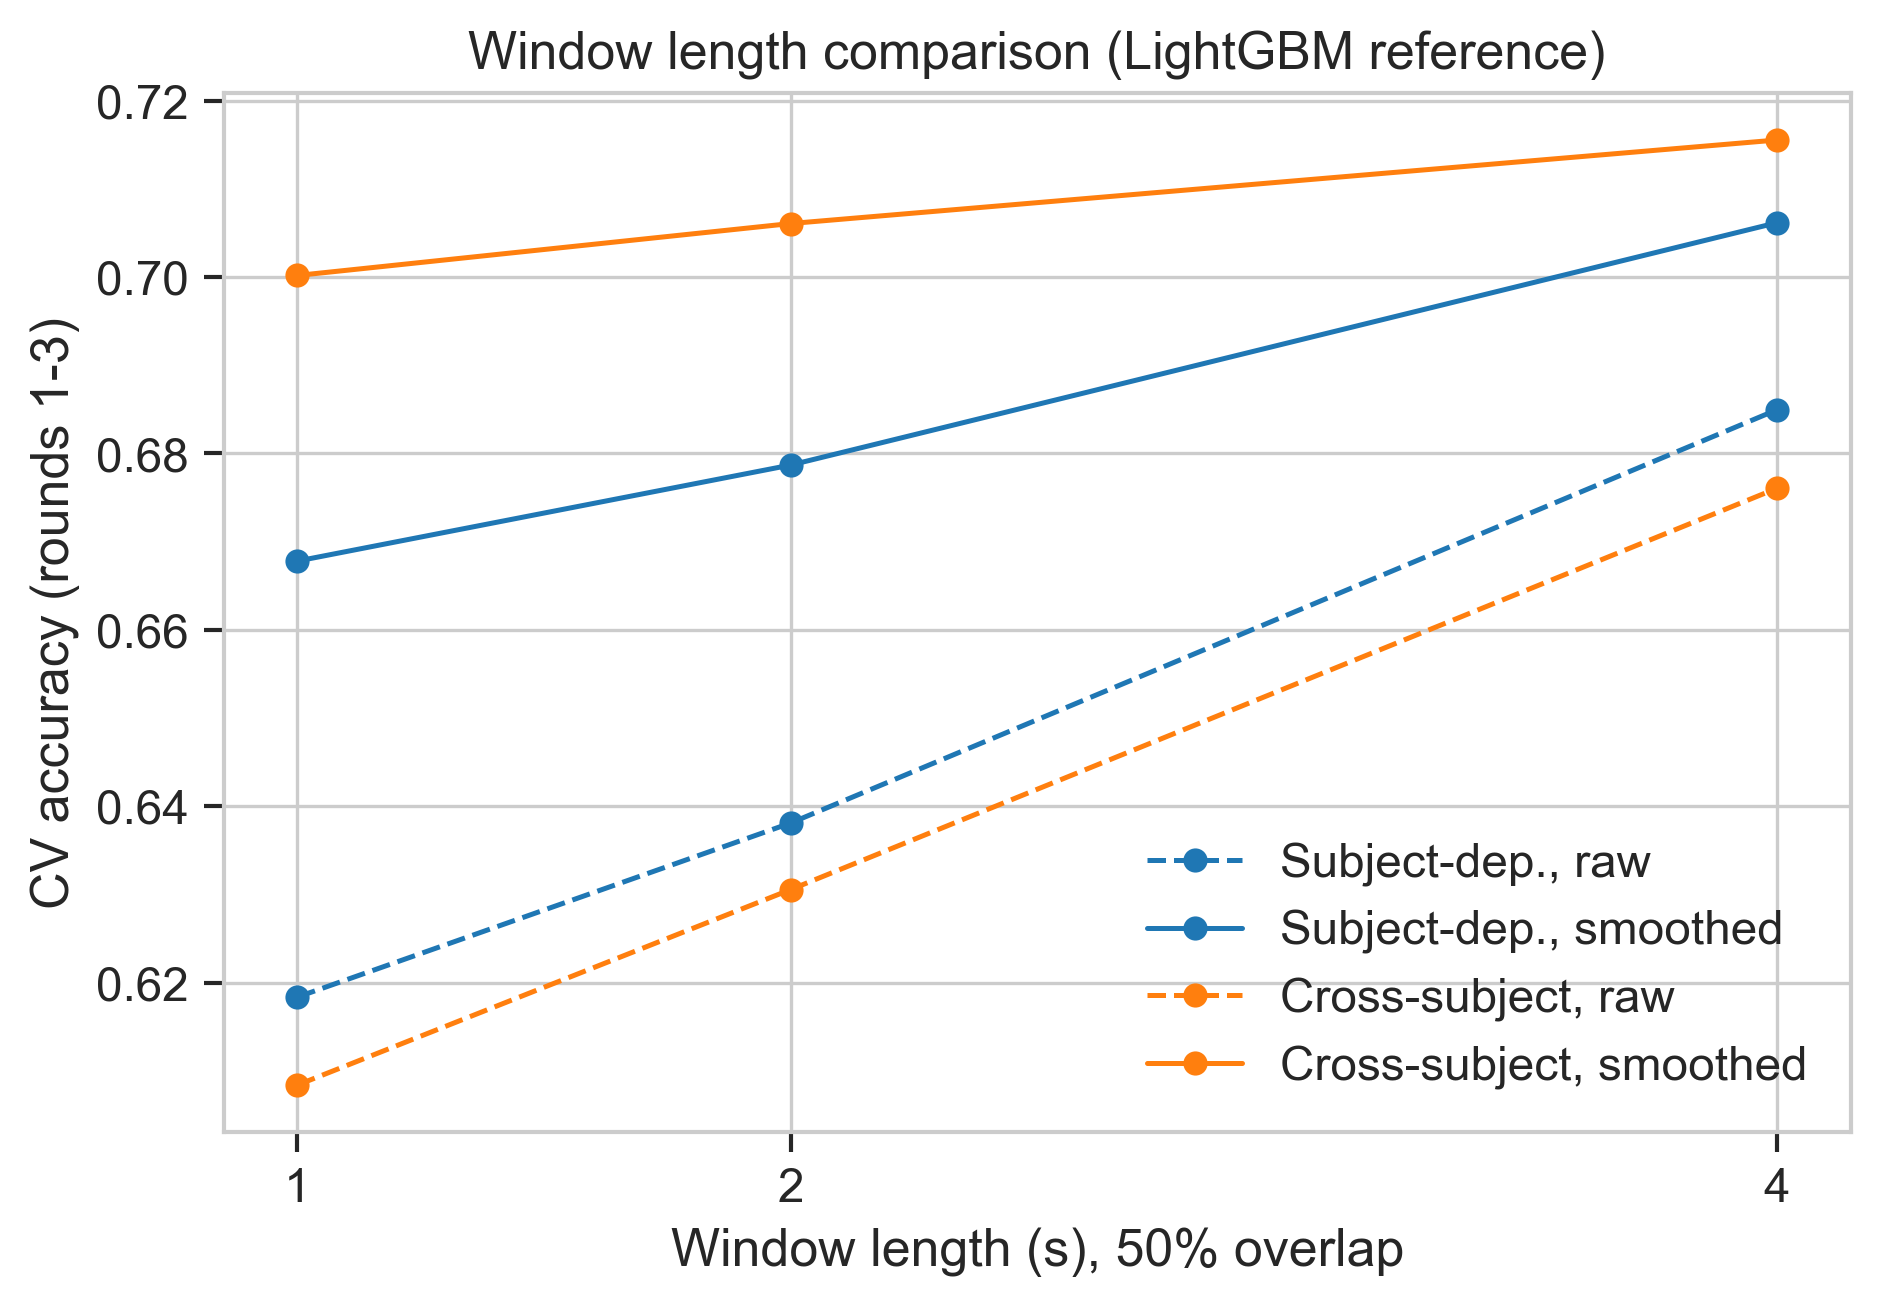 Window length comparison (LightGBM reference)
CV accuracy (rounds 1-3)
0.72
0.70
0.68
0.66
0.64
0.62
Subject-dep., raw
Subject-dep., smoothed
Cross-subject, raw
Cross-subject, smoothed
1 2 4
Window length (s), 50% overlap